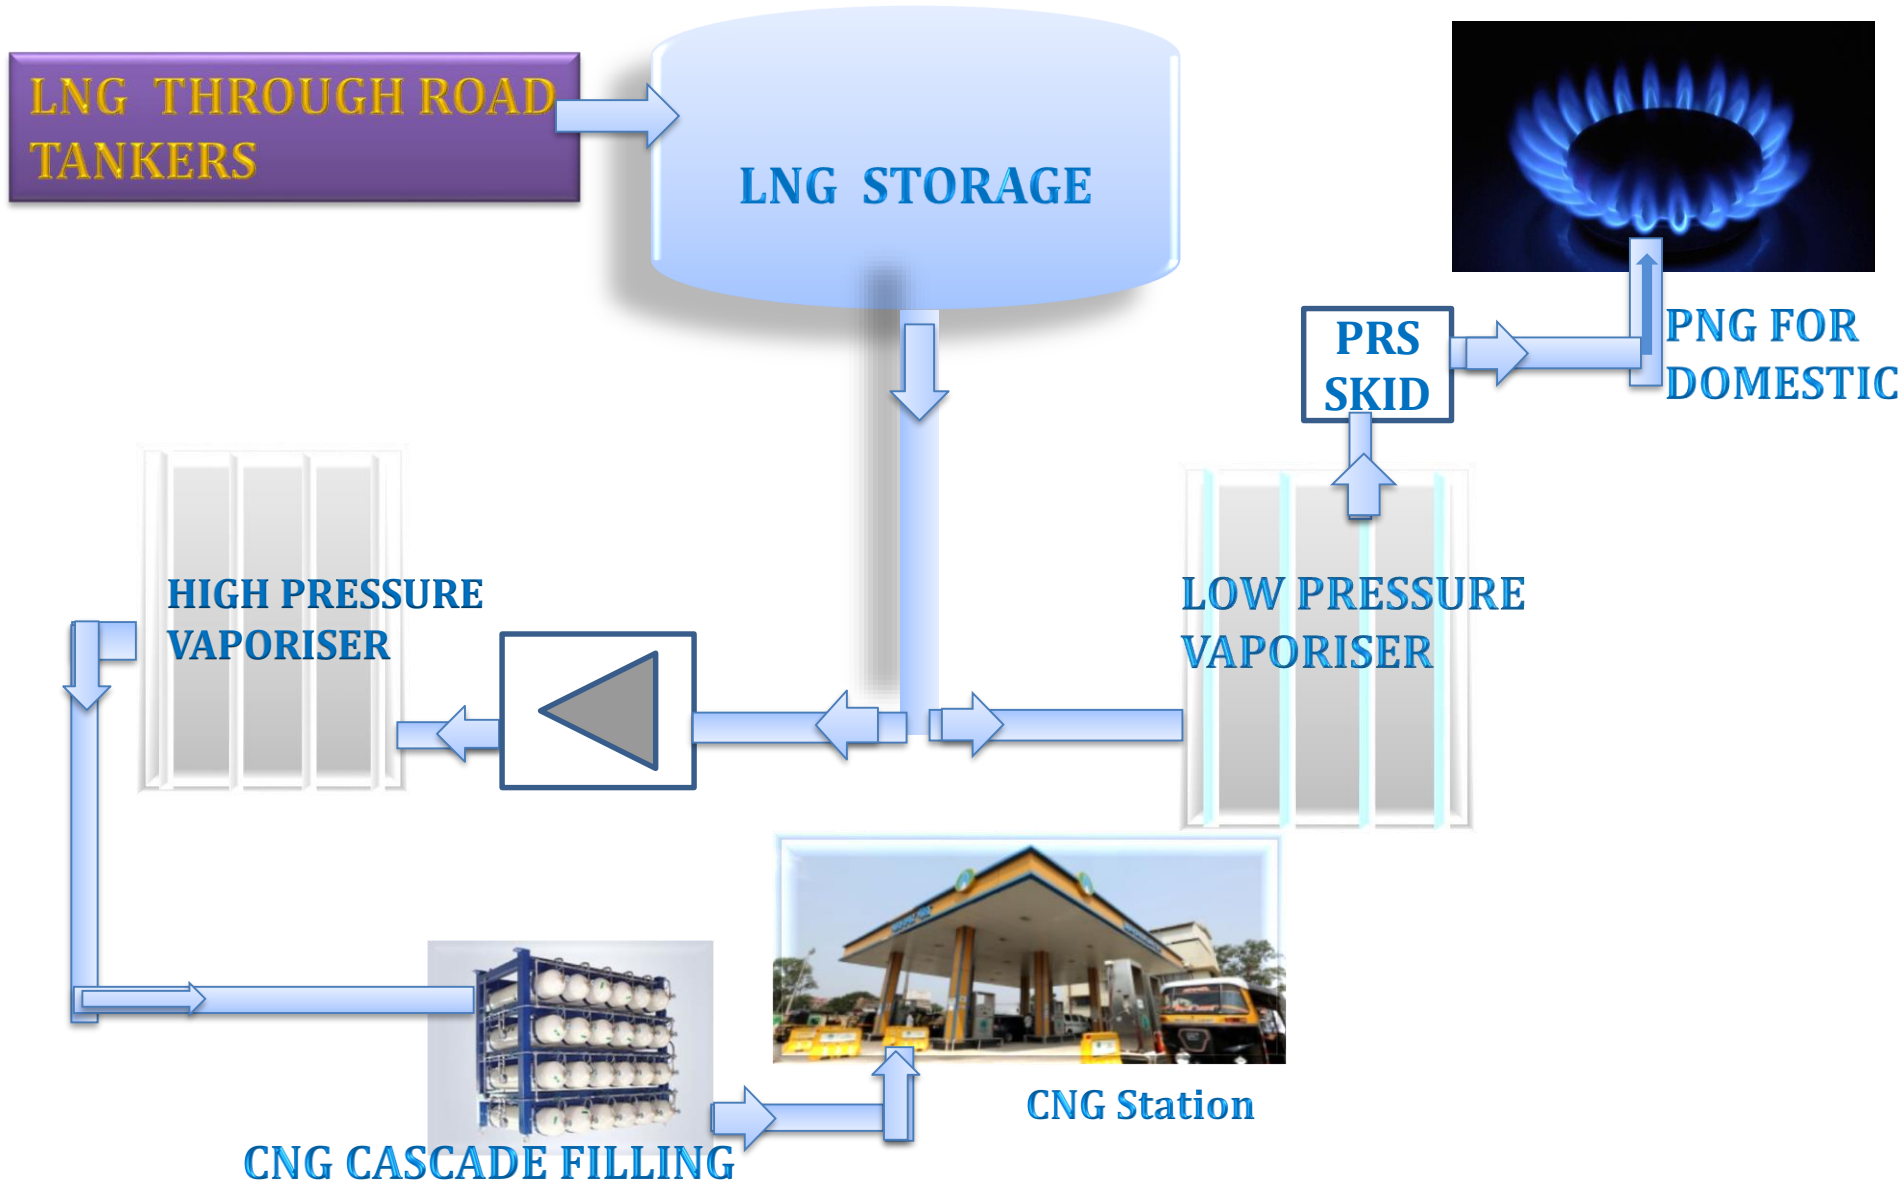 LNG THROUGH ROAD
TANKERS
LNG STORAGE
PRS
SKID
PNG FOR
DOMESTIC
HIGH PRESSURE
VAPORISER
LOW PRESSURE
VAPORISER
CNG Station
CNG CASCADE FILLING